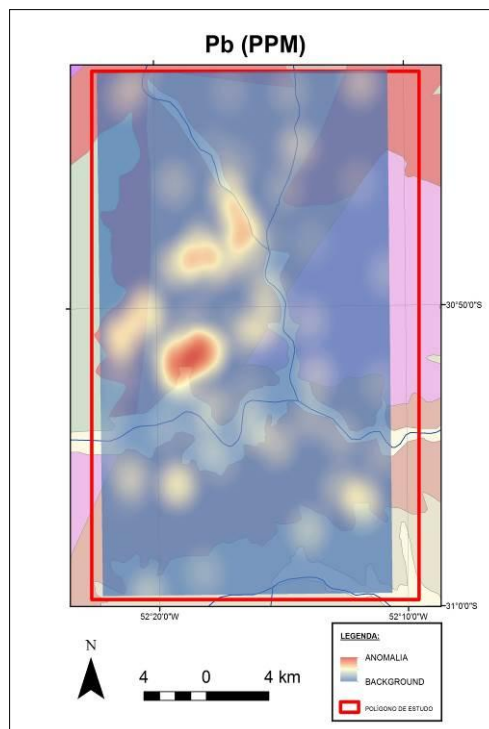 Pb (PPM)
30°50'0"S
31°0'0"S
52°20'0"W
52°10'0"W
N
4 0 4 km
LEGENDA:
ANOMALIA
BACKGROUND
POLÍGONO DE ESTUDO